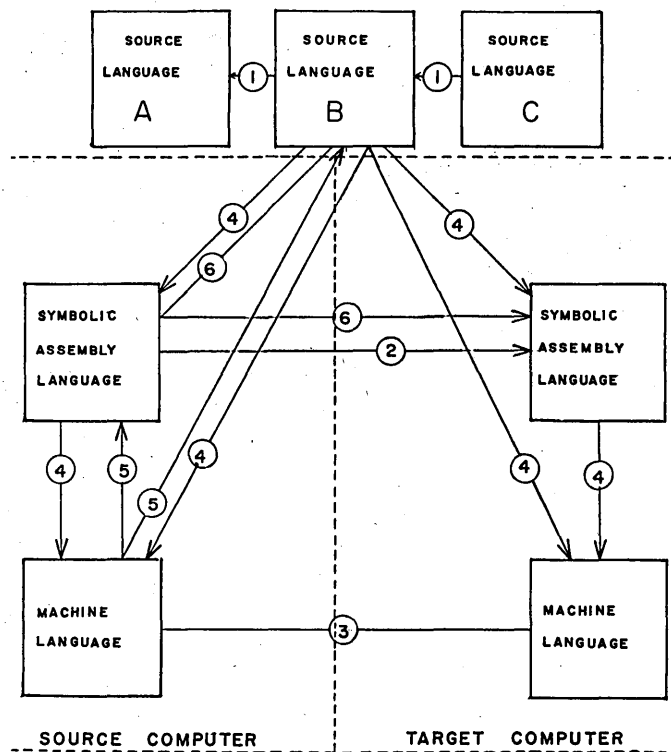 SOURCE
LANGUAGE
A
1
SOURCE
LANGUAGE
B
1
SOURCE
LANGUAGE
C
4
6
4
SYMBOLIC
ASSEMBLY
LANGUAGE
6
2
SYMBOLIC
ASSEMBLY
LANGUAGE
4
5
5
4
4
4
MACHINE
LANGUAGE
3
MACHINE
LANGUAGE
SOURCE COMPUTER
TARGET COMPUTER